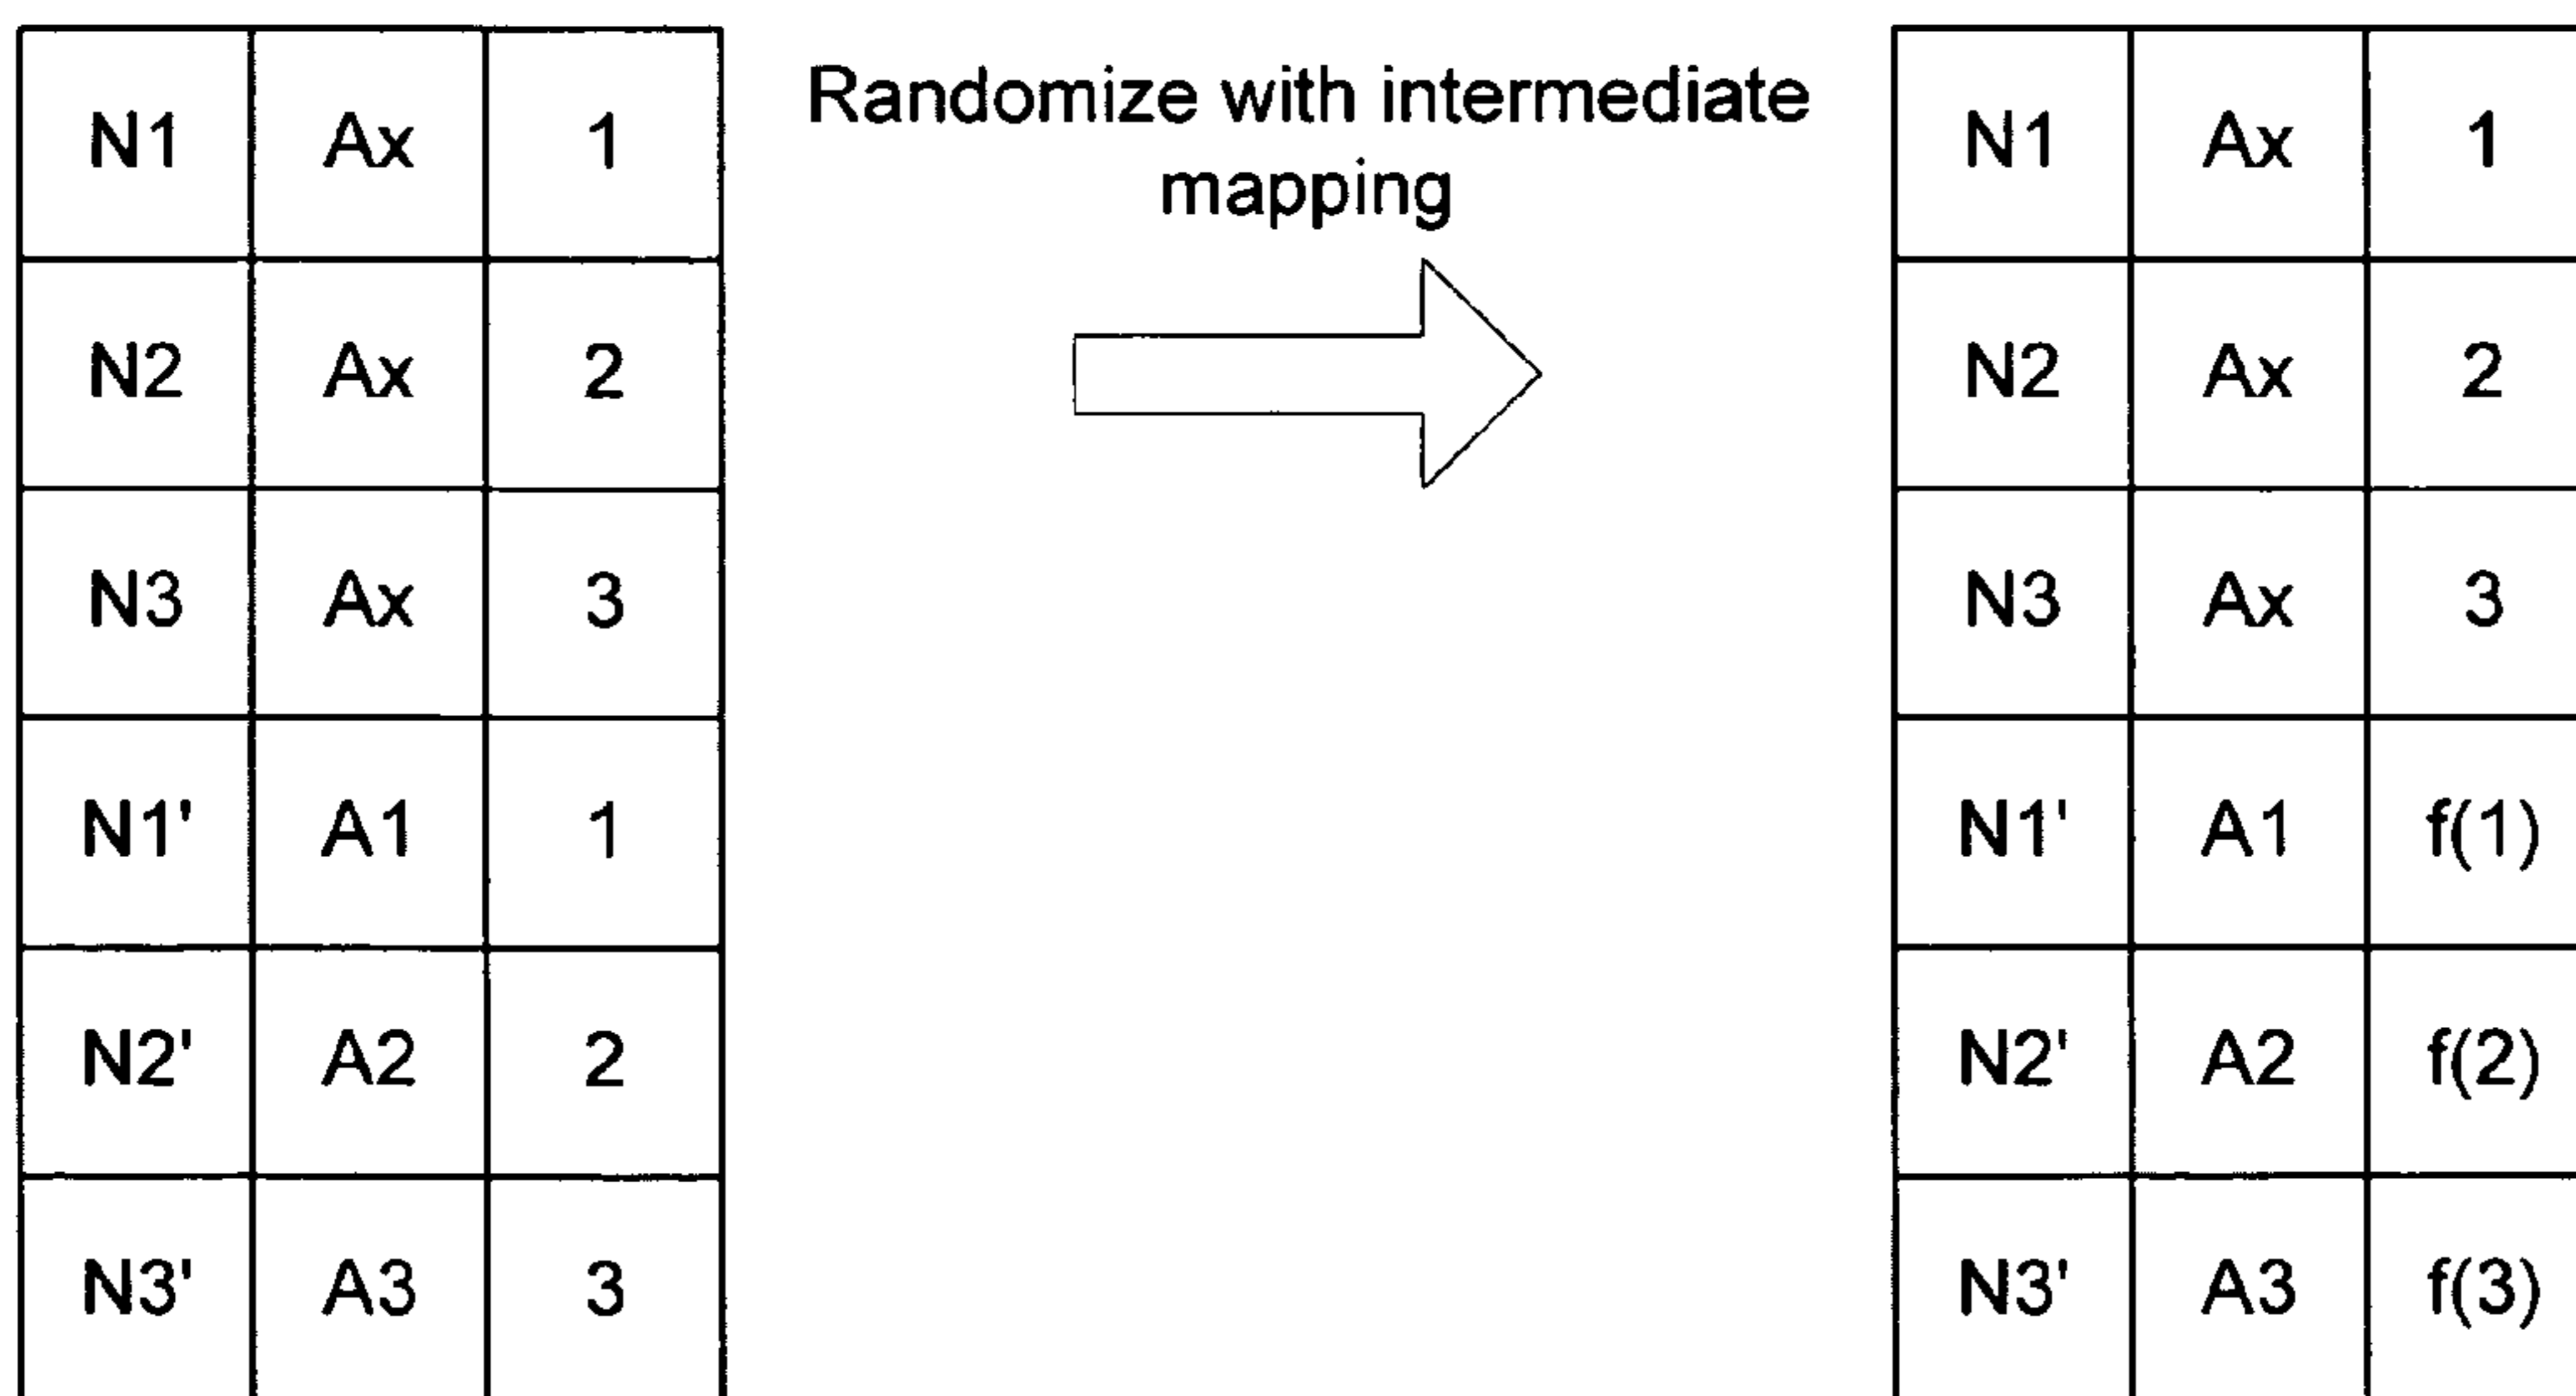 N1 Ax 1
N2 Ax 2
N3 Ax 3
N1' A1 1
N2' A2 2
N3' A3 3
Randomize with intermediate
mapping
N1 Ax 1
N2 Ax 2
N3 Ax 3
N1' A1 f(1)
N2' A2 f(2)
N3' A3 f(3)